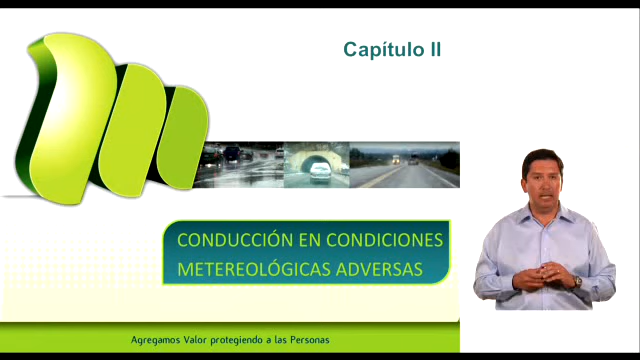 Capítulo II
CONDUCCIÓN EN CONDICIONES
METEREOLÓGICAS ADVERSAS
Agregamos Valor protegiendo a las Personas